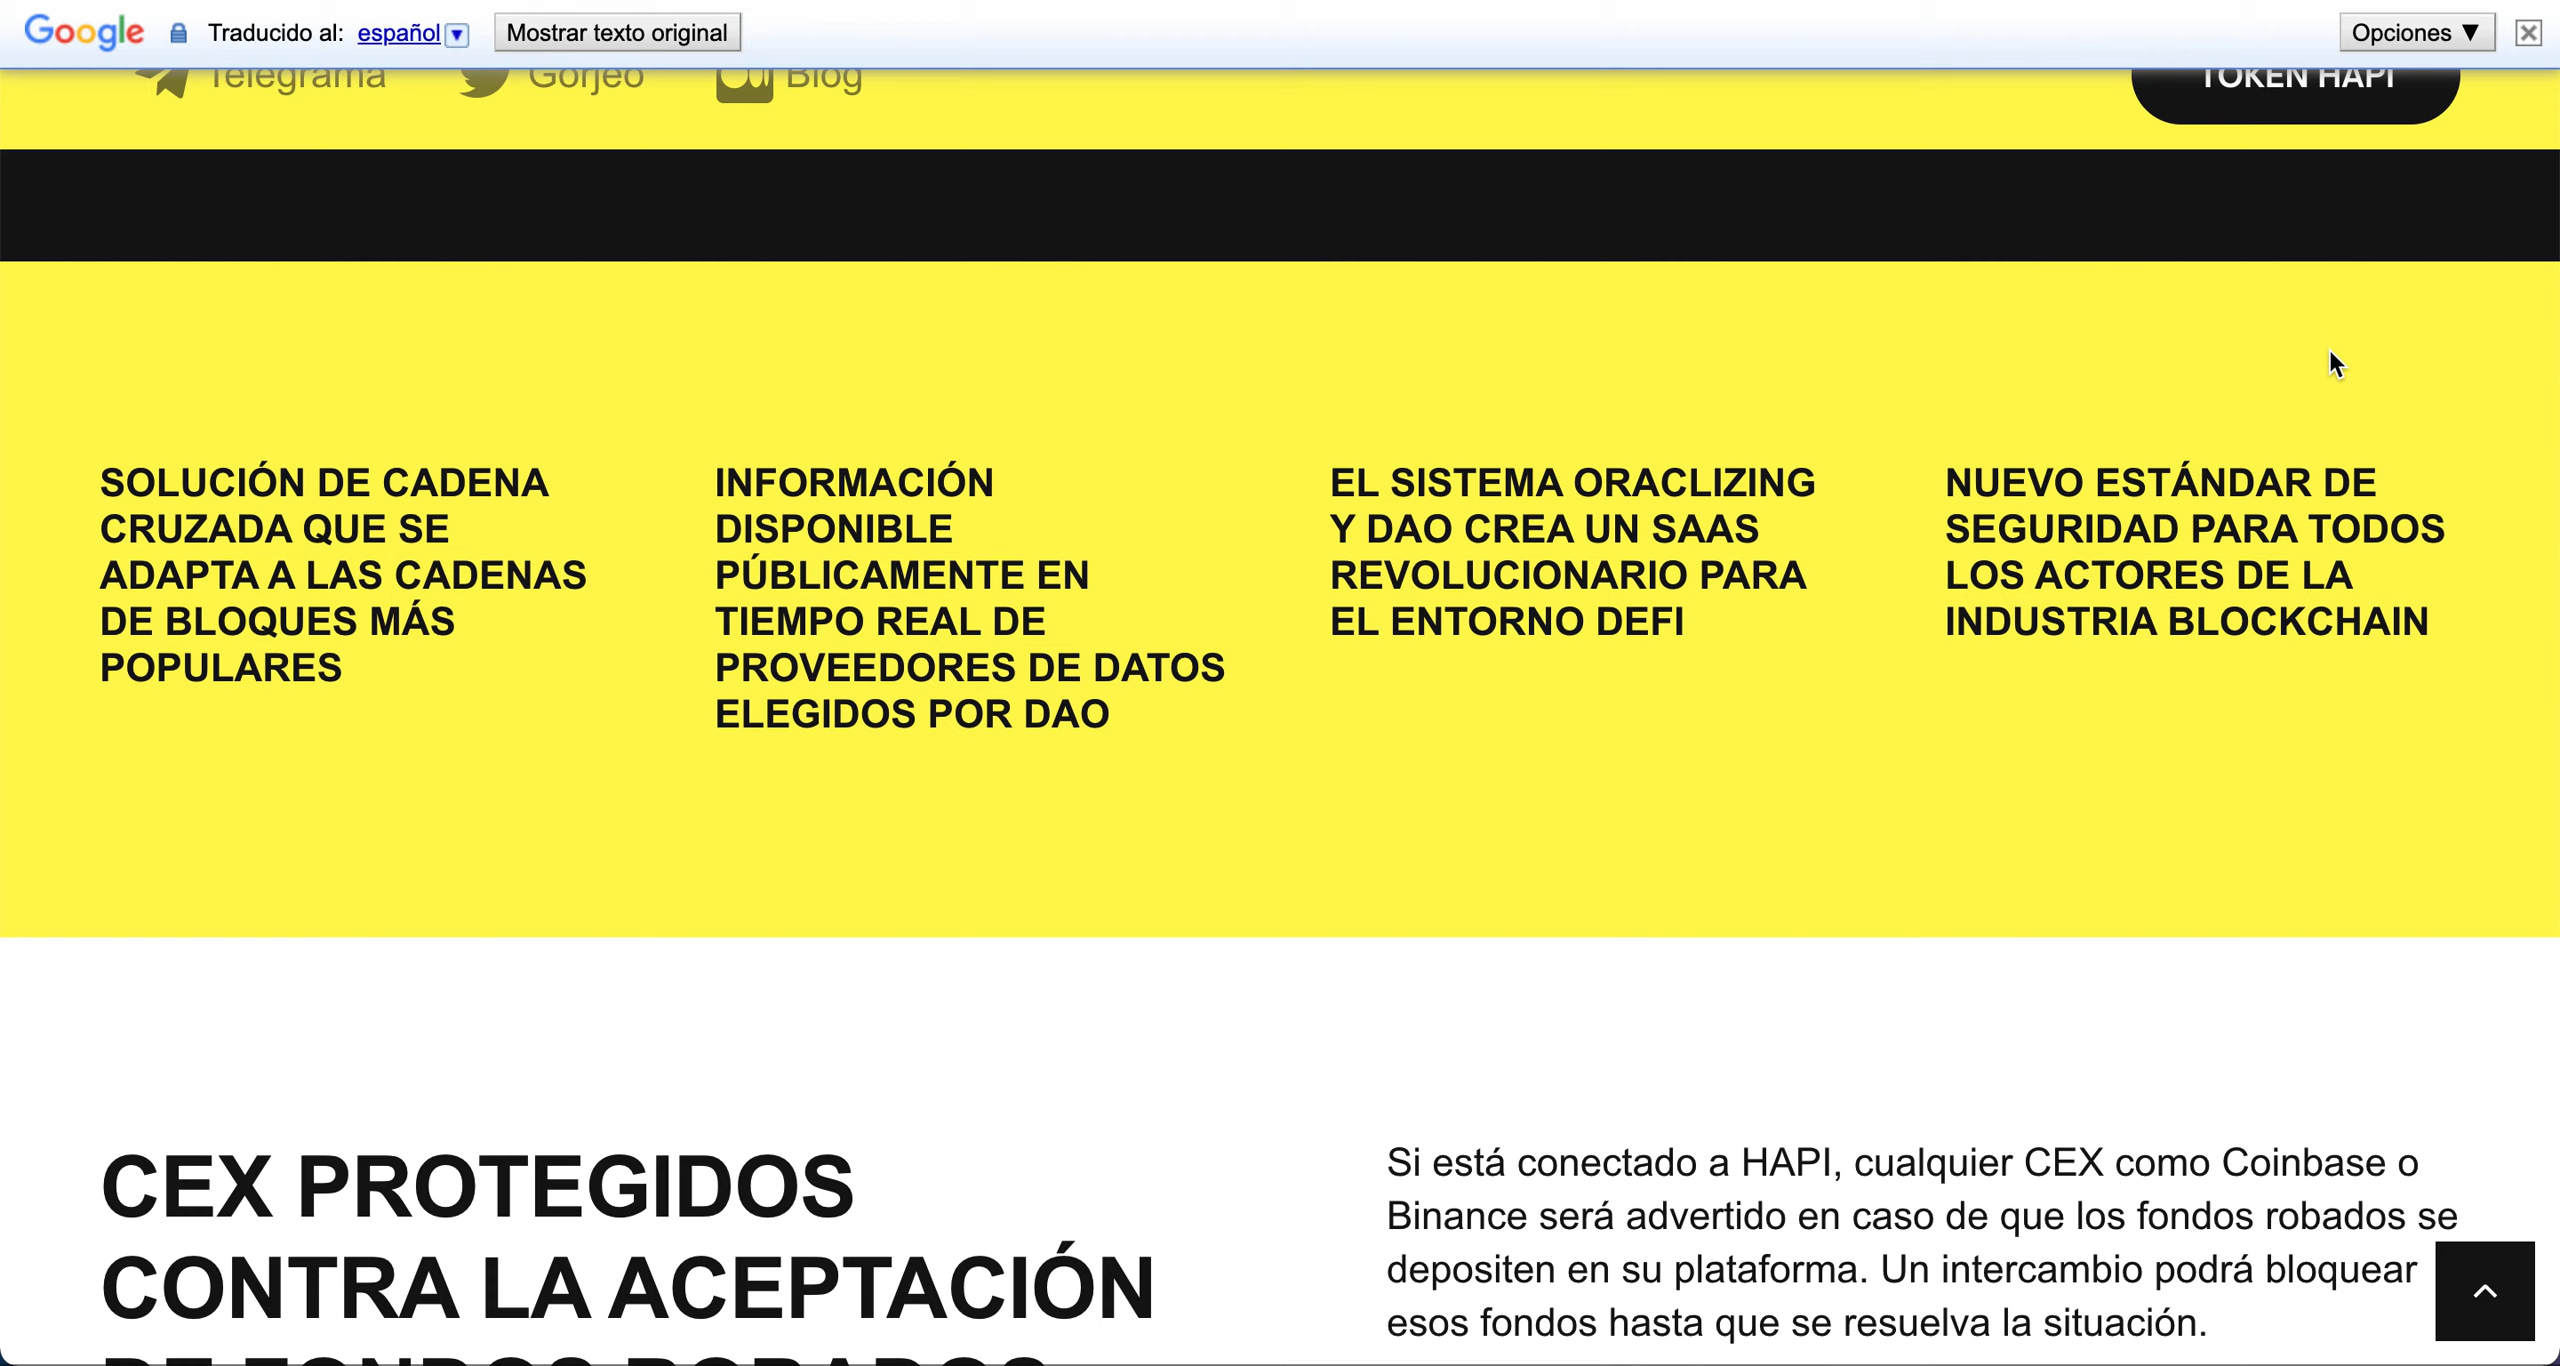 Google Traducido al: español Mostrar texto original Opciones ▼
Telegrama Gorjeo Blog TOKEN HAPI
SOLUCIÓN DE CADENA
CRUZADA QUE SE
ADAPTA A LAS CADENAS
DE BLOQUES MÁS
POPULARES
INFORMACIÓN
DISPONIBLE
PÚBLICAMENTE EN
TIEMPO REAL DE
PROVEEDORES DE DATOS
ELEGIDOS POR DAO
EL SISTEMA ORACLIZING
Y DAO CREA UN SAAS
REVOLUCIONARIO PARA
EL ENTORNO DEFI
NUEVO ESTÁNDAR DE
SEGURIDAD PARA TODOS
LOS ACTORES DE LA
INDUSTRIA BLOCKCHAIN
CEX PROTEGIDOS
CONTRA LA ACEPTACIÓN
DE FONDOS ROBADOS
Si está conectado a HAPI, cualquier CEX como Coinbase o
Binance será advertido en caso de que los fondos robados se
depositen en su plataforma. Un intercambio podrá bloquear
esos fondos hasta que se resuelva la situación.